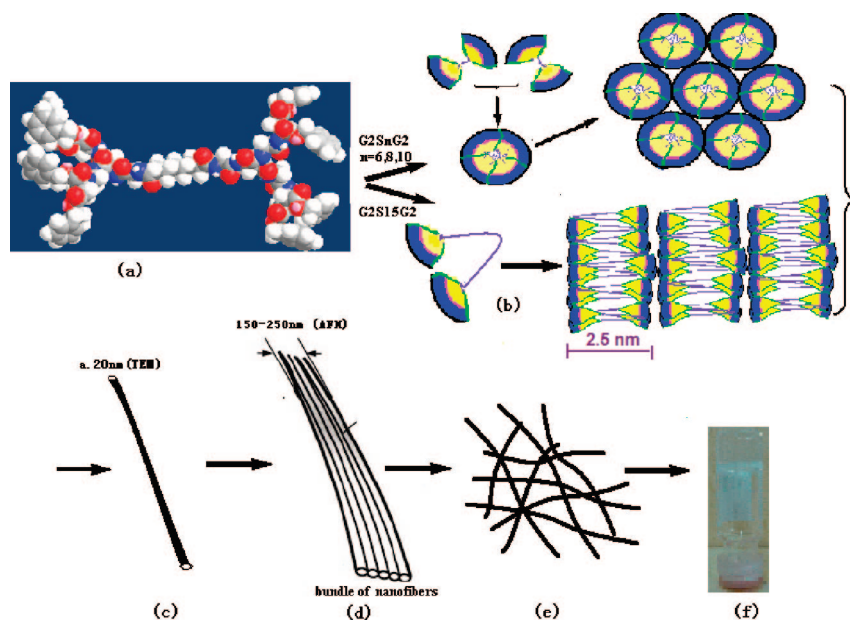 G2SnG2
n=6,8,10
G2S15G2
(a)
(b)
2.5 nm
a. 20nm(TEM)
150-250nm (AFM)
bundle of nanofibers
(c)
(d)
(e)
(f)